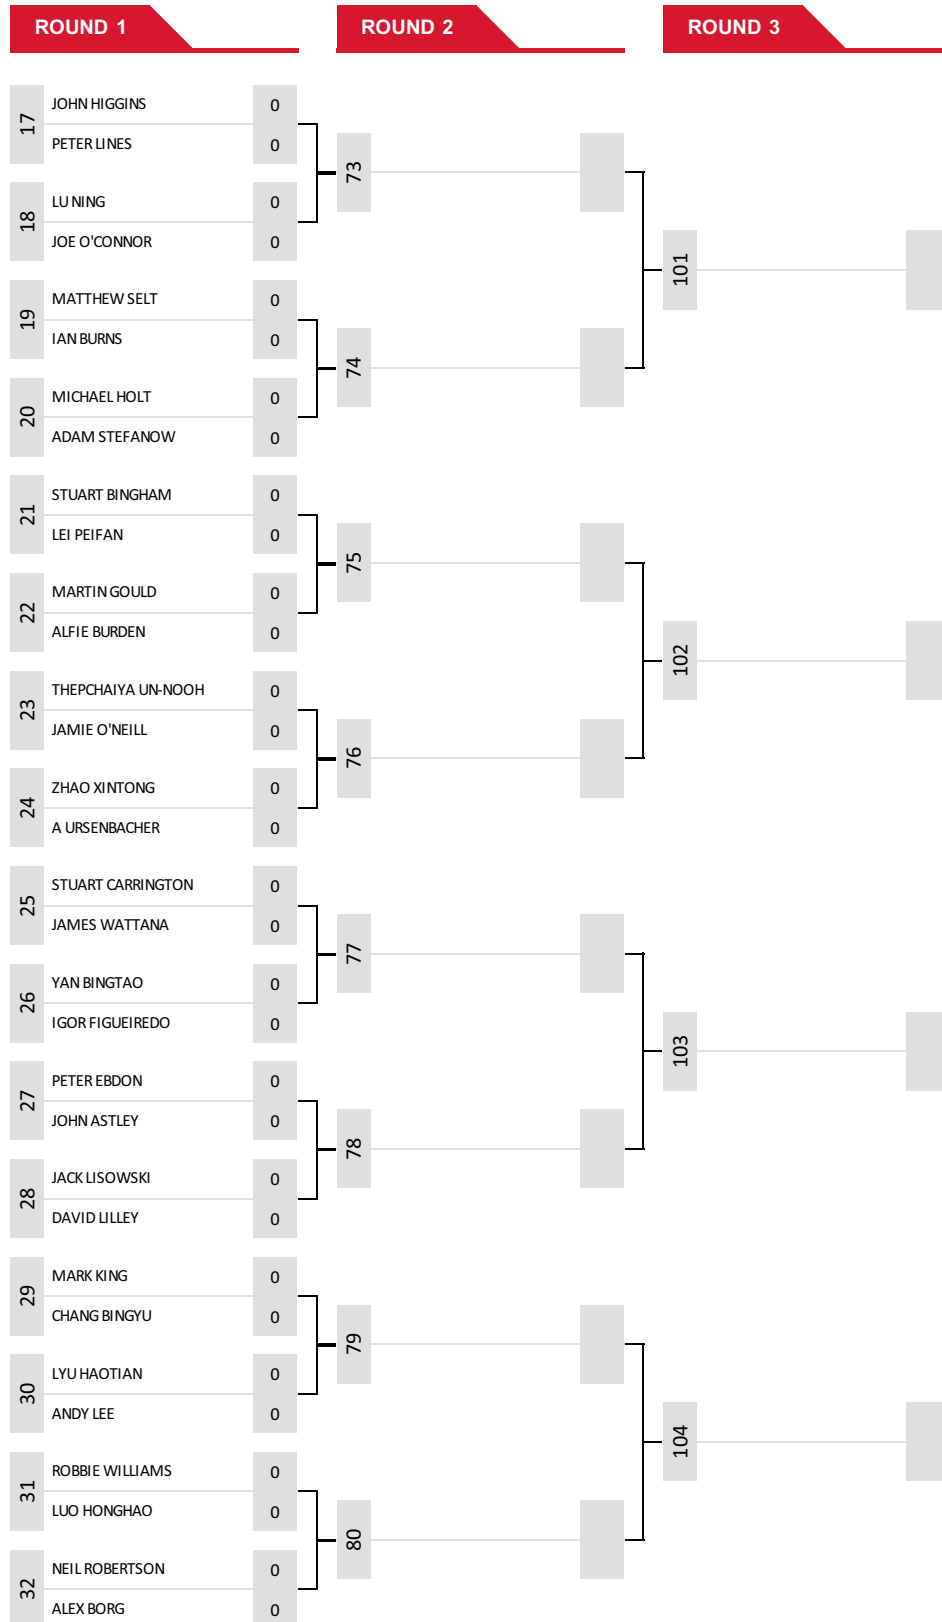 ROUND 1
ROUND 2
ROUND 3
17
JOHN HIGGINS 0
PETER LINES 0
73
18
LU NING 0
JOE O'CONNOR 0
101
19
MATTHEW SELT 0
IAN BURNS 0
74
20
MICHAEL HOLT 0
ADAM STEFANOW 0
21
STUART BINGHAM 0
LEI PEIFAN 0
75
22
MARTIN GOULD 0
ALFIE BURDEN 0
102
23
THEPCHAIYA UN-NOOH 0
JAMIE O'NEILL 0
76
24
ZHAO XINTONG 0
A URSENBACHER 0
25
STUART CARRINGTON 0
JAMES WATTANA 0
77
26
YAN BINGTAO 0
IGOR FIGUEIREDO 0
103
27
PETER EBDON 0
JOHN ASTLEY 0
78
28
JACK LISOWSKI 0
DAVID LILLEY 0
29
MARK KING 0
CHANG BINGYU 0
79
30
LYU HAOTIAN 0
ANDY LEE 0
104
31
ROBBIE WILLIAMS 0
LUO HONGHAO 0
80
32
NEIL ROBERTSON 0
ALEX BORG 0